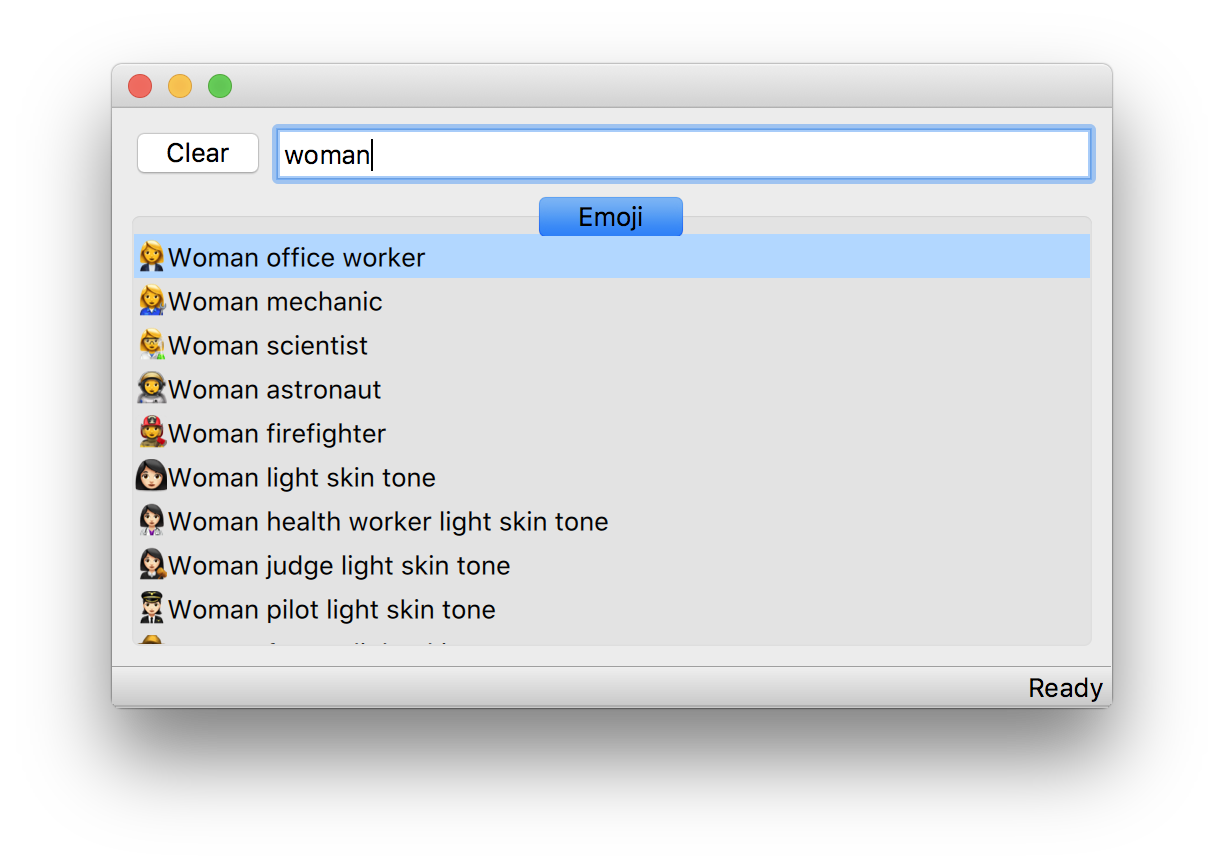 Clear
woman
Emoji
Woman office worker
Woman mechanic
Woman scientist
Woman astronaut
Woman firefighter
Woman light skin tone
Woman health worker light skin tone
Woman judge light skin tone
Woman pilot light skin tone
Ready